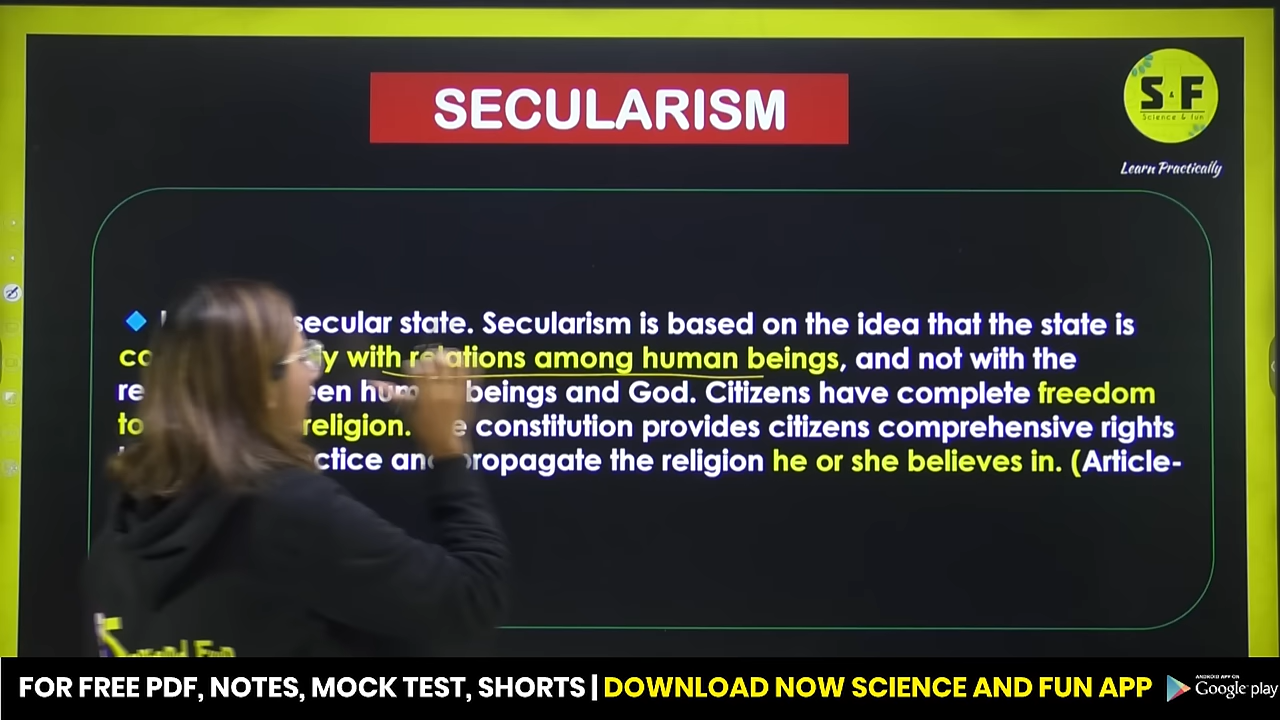 SECULARISM
S & F
Science & fun
Learn Practically
secular state. Secularism is based on the idea that the state is
with relations among human beings, and not with the
beings and God. Citizens have complete freedom
religion. constitution provides citizens comprehensive rights
propagate the religion he or she believes in. (Article-
FOR FREE PDF, NOTES, MOCK TEST, SHORTS | DOWNLOAD NOW SCIENCE AND FUN APP
ANDROID APP ON
Google play